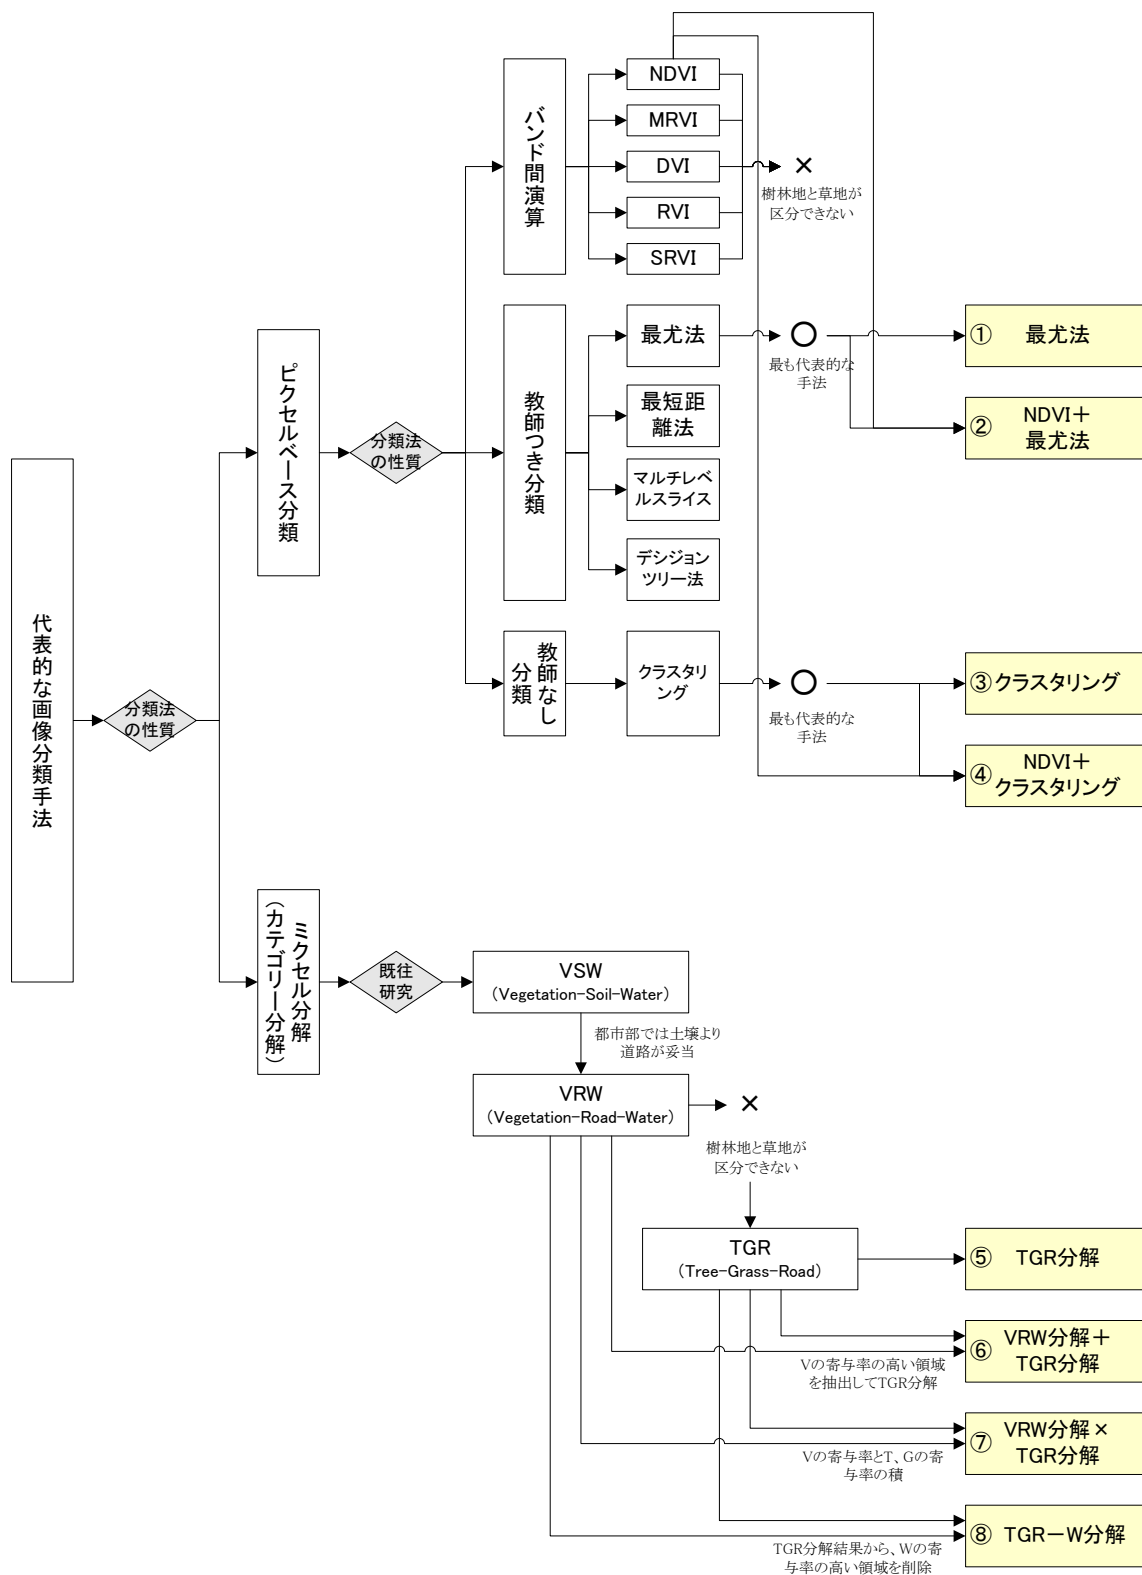 代表的な画像分類手法
分類法
の性質
ピクセルベース分類
分類法
の性質
バンド間演算
NDVI
MRVI
DVI
RVI
SRVI
×
樹林地と草地が
区分できない
教師つき分類
最尤法
最短距
離法
マルチレベ
ルスライス
デシジョン
ツリー法
○
最も代表的な
手法
① 最尤法
② NDVI+
最尤法
教師なし
分類
クラスタリ
ング
○
最も代表的な
手法
③ クラスタリング
④ NDVI+
クラスタリング
ミクセル分解
(カテゴリー分解)
既往
研究
VSW
(Vegetation-Soil-Water)
都市部では土壌より
道路が妥当
VRW
(Vegetation-Road-Water)
×
樹林地と草地が
区分できない
TGR
(Tree-Grass-Road)
⑤ TGR分解
⑥ VRW分解+
TGR分解
Vの寄与率の高い領域
を抽出してTGR分解
⑦ VRW分解×
TGR分解
Vの寄与率とT、Gの寄
与率の積
⑧ TGR-W分解
TGR分解結果から、Wの寄
与率の高い領域を削除